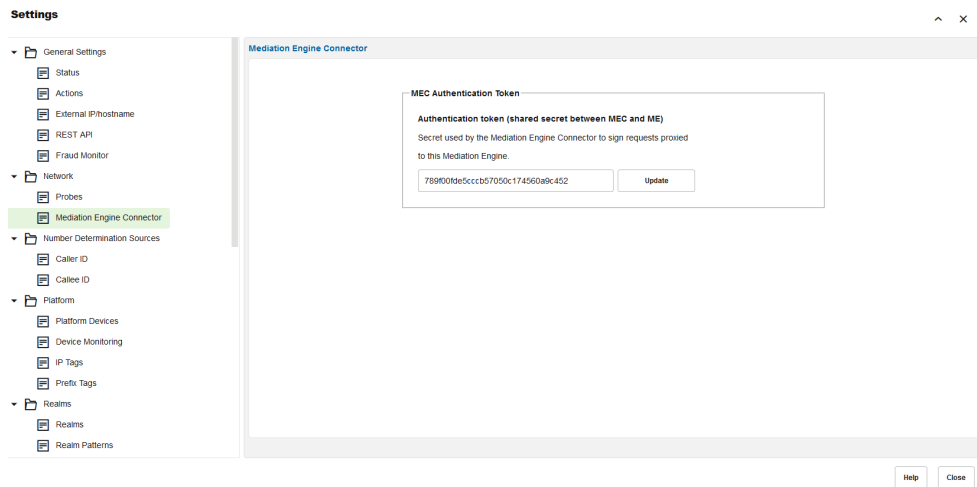 Settings
General Settings
Status
Actions
External IP/hostname
REST API
Fraud Monitor
Network
Probes
Mediation Engine Connector
Number Determination Sources
Caller ID
Callee ID
Platform
Platform Devices
Device Monitoring
IP Tags
Prefix Tags
Realms
Realms
Realm Patterns
Mediation Engine Connector
MEC Authentication Token
Authentication token (shared secret between MEC and ME)
Secret used by the Mediation Engine Connector to sign requests proxied
to this Mediation Engine.
789f00fde5cccb57050c174560a9c452
Update
Help
Close